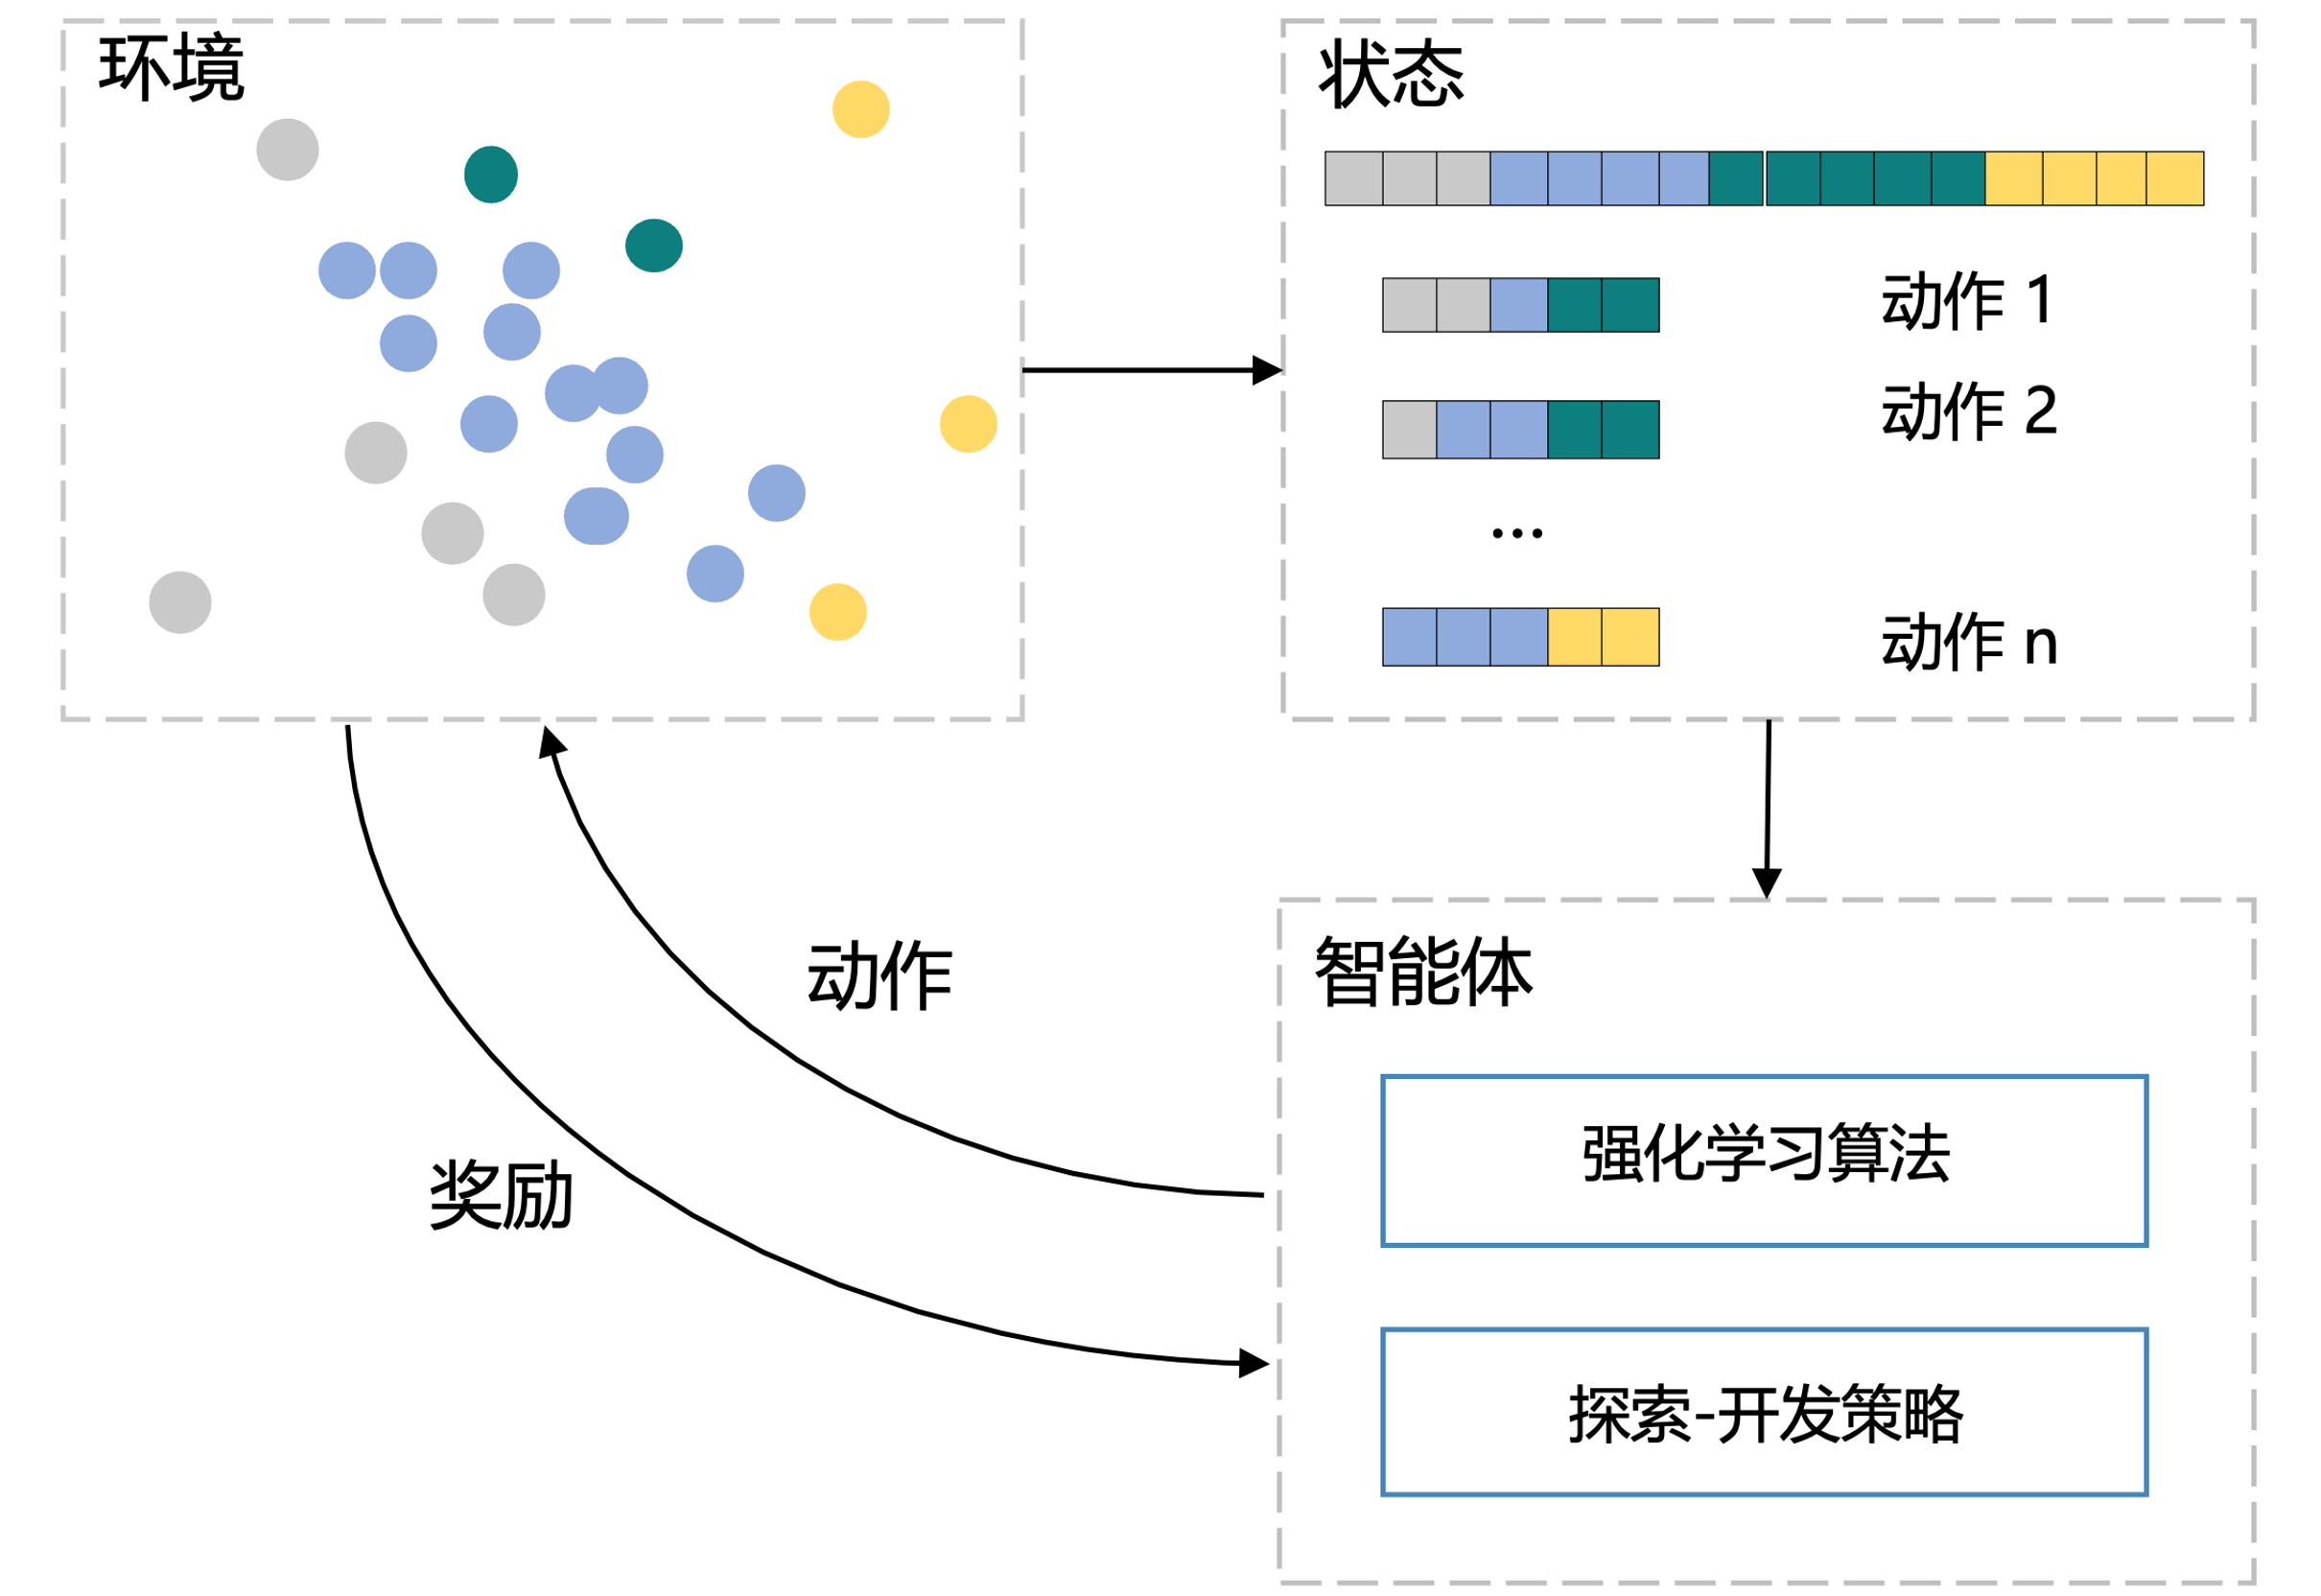 环境
状态
动作 1
动作 2
...
动作 n
动作
奖励
智能体
强化学习算法
探索-开发策略